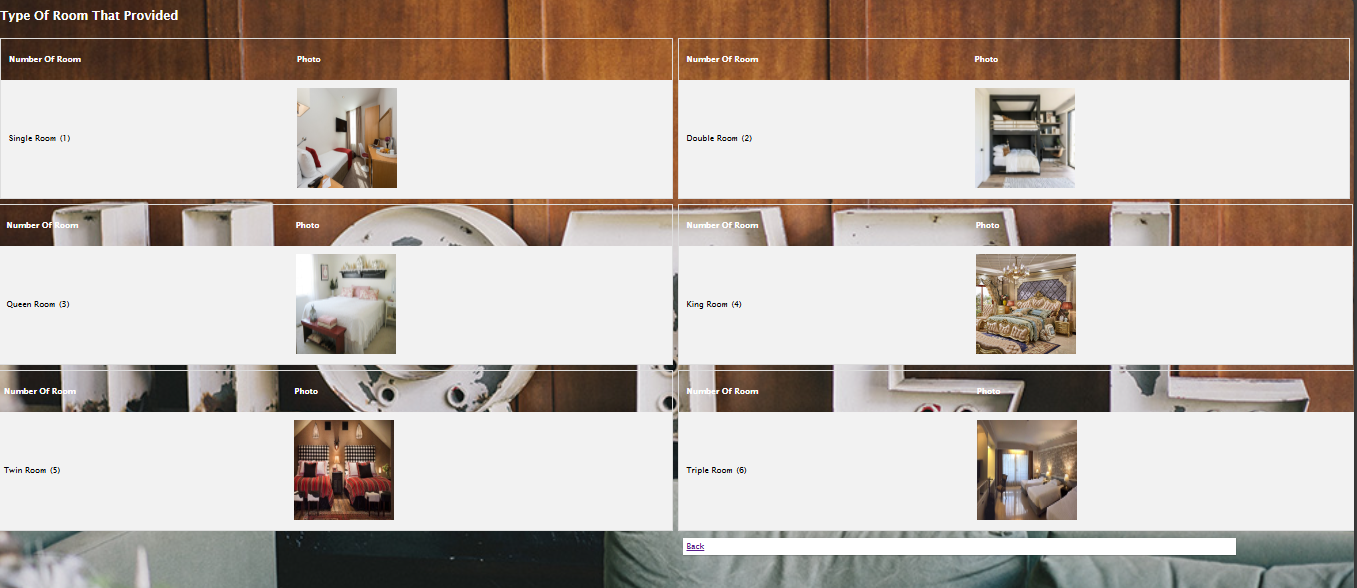 Type Of Room That Provided
Number Of Room Photo
Single Room (1)
Number Of Room Photo
Double Room (2)
Number Of Room Photo
Queen Room (3)
Number Of Room Photo
King Room (4)
Number Of Room Photo
Twin Room (5)
Number Of Room Photo
Triple Room (6)
Back